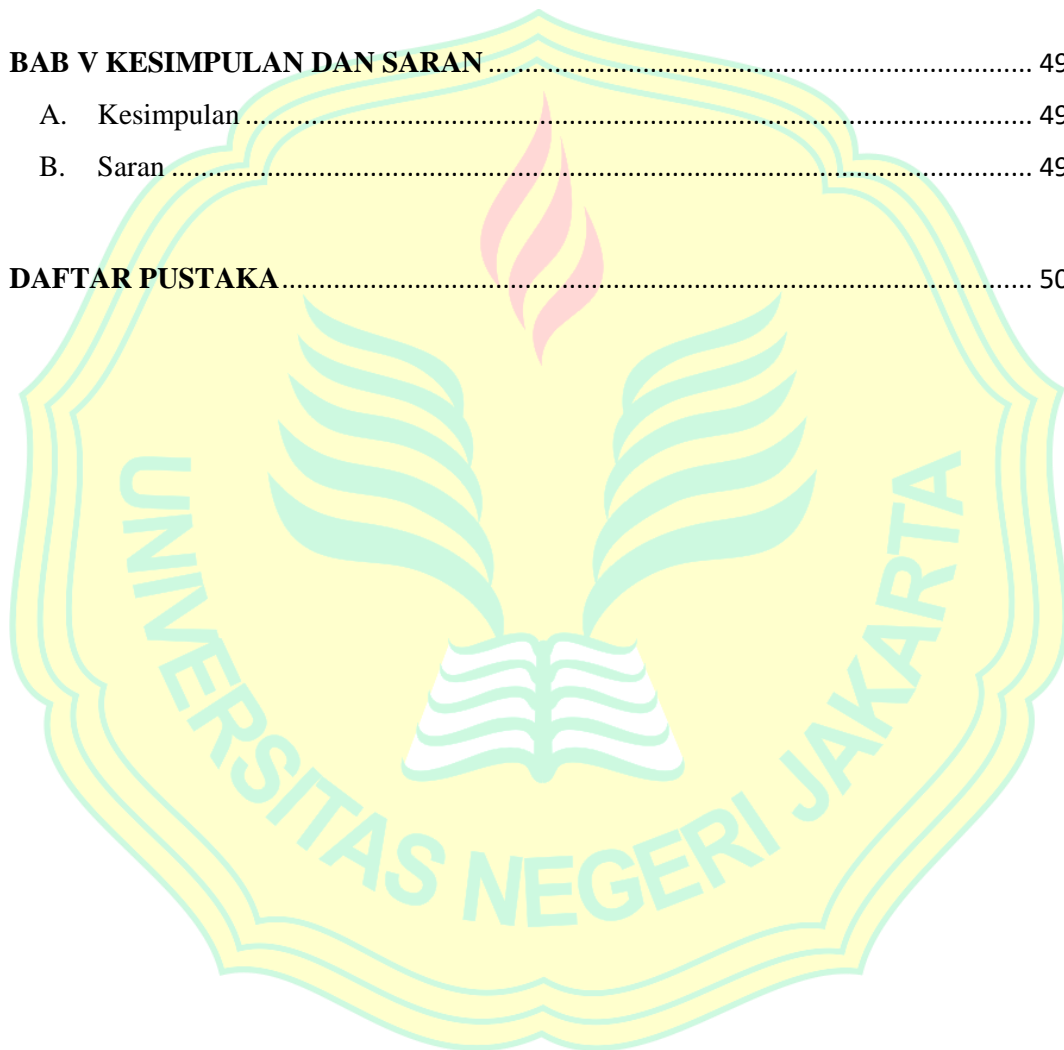 BAB V KESIMPULAN DAN SARAN ........................................................................ 49
A. Kesimpulan ........................................................................................................ 49
B. Saran .................................................................................................................. 49
DAFTAR PUSTAKA .................................................................................................. 50
UNIVERSITAS NEGERI JAKARTA